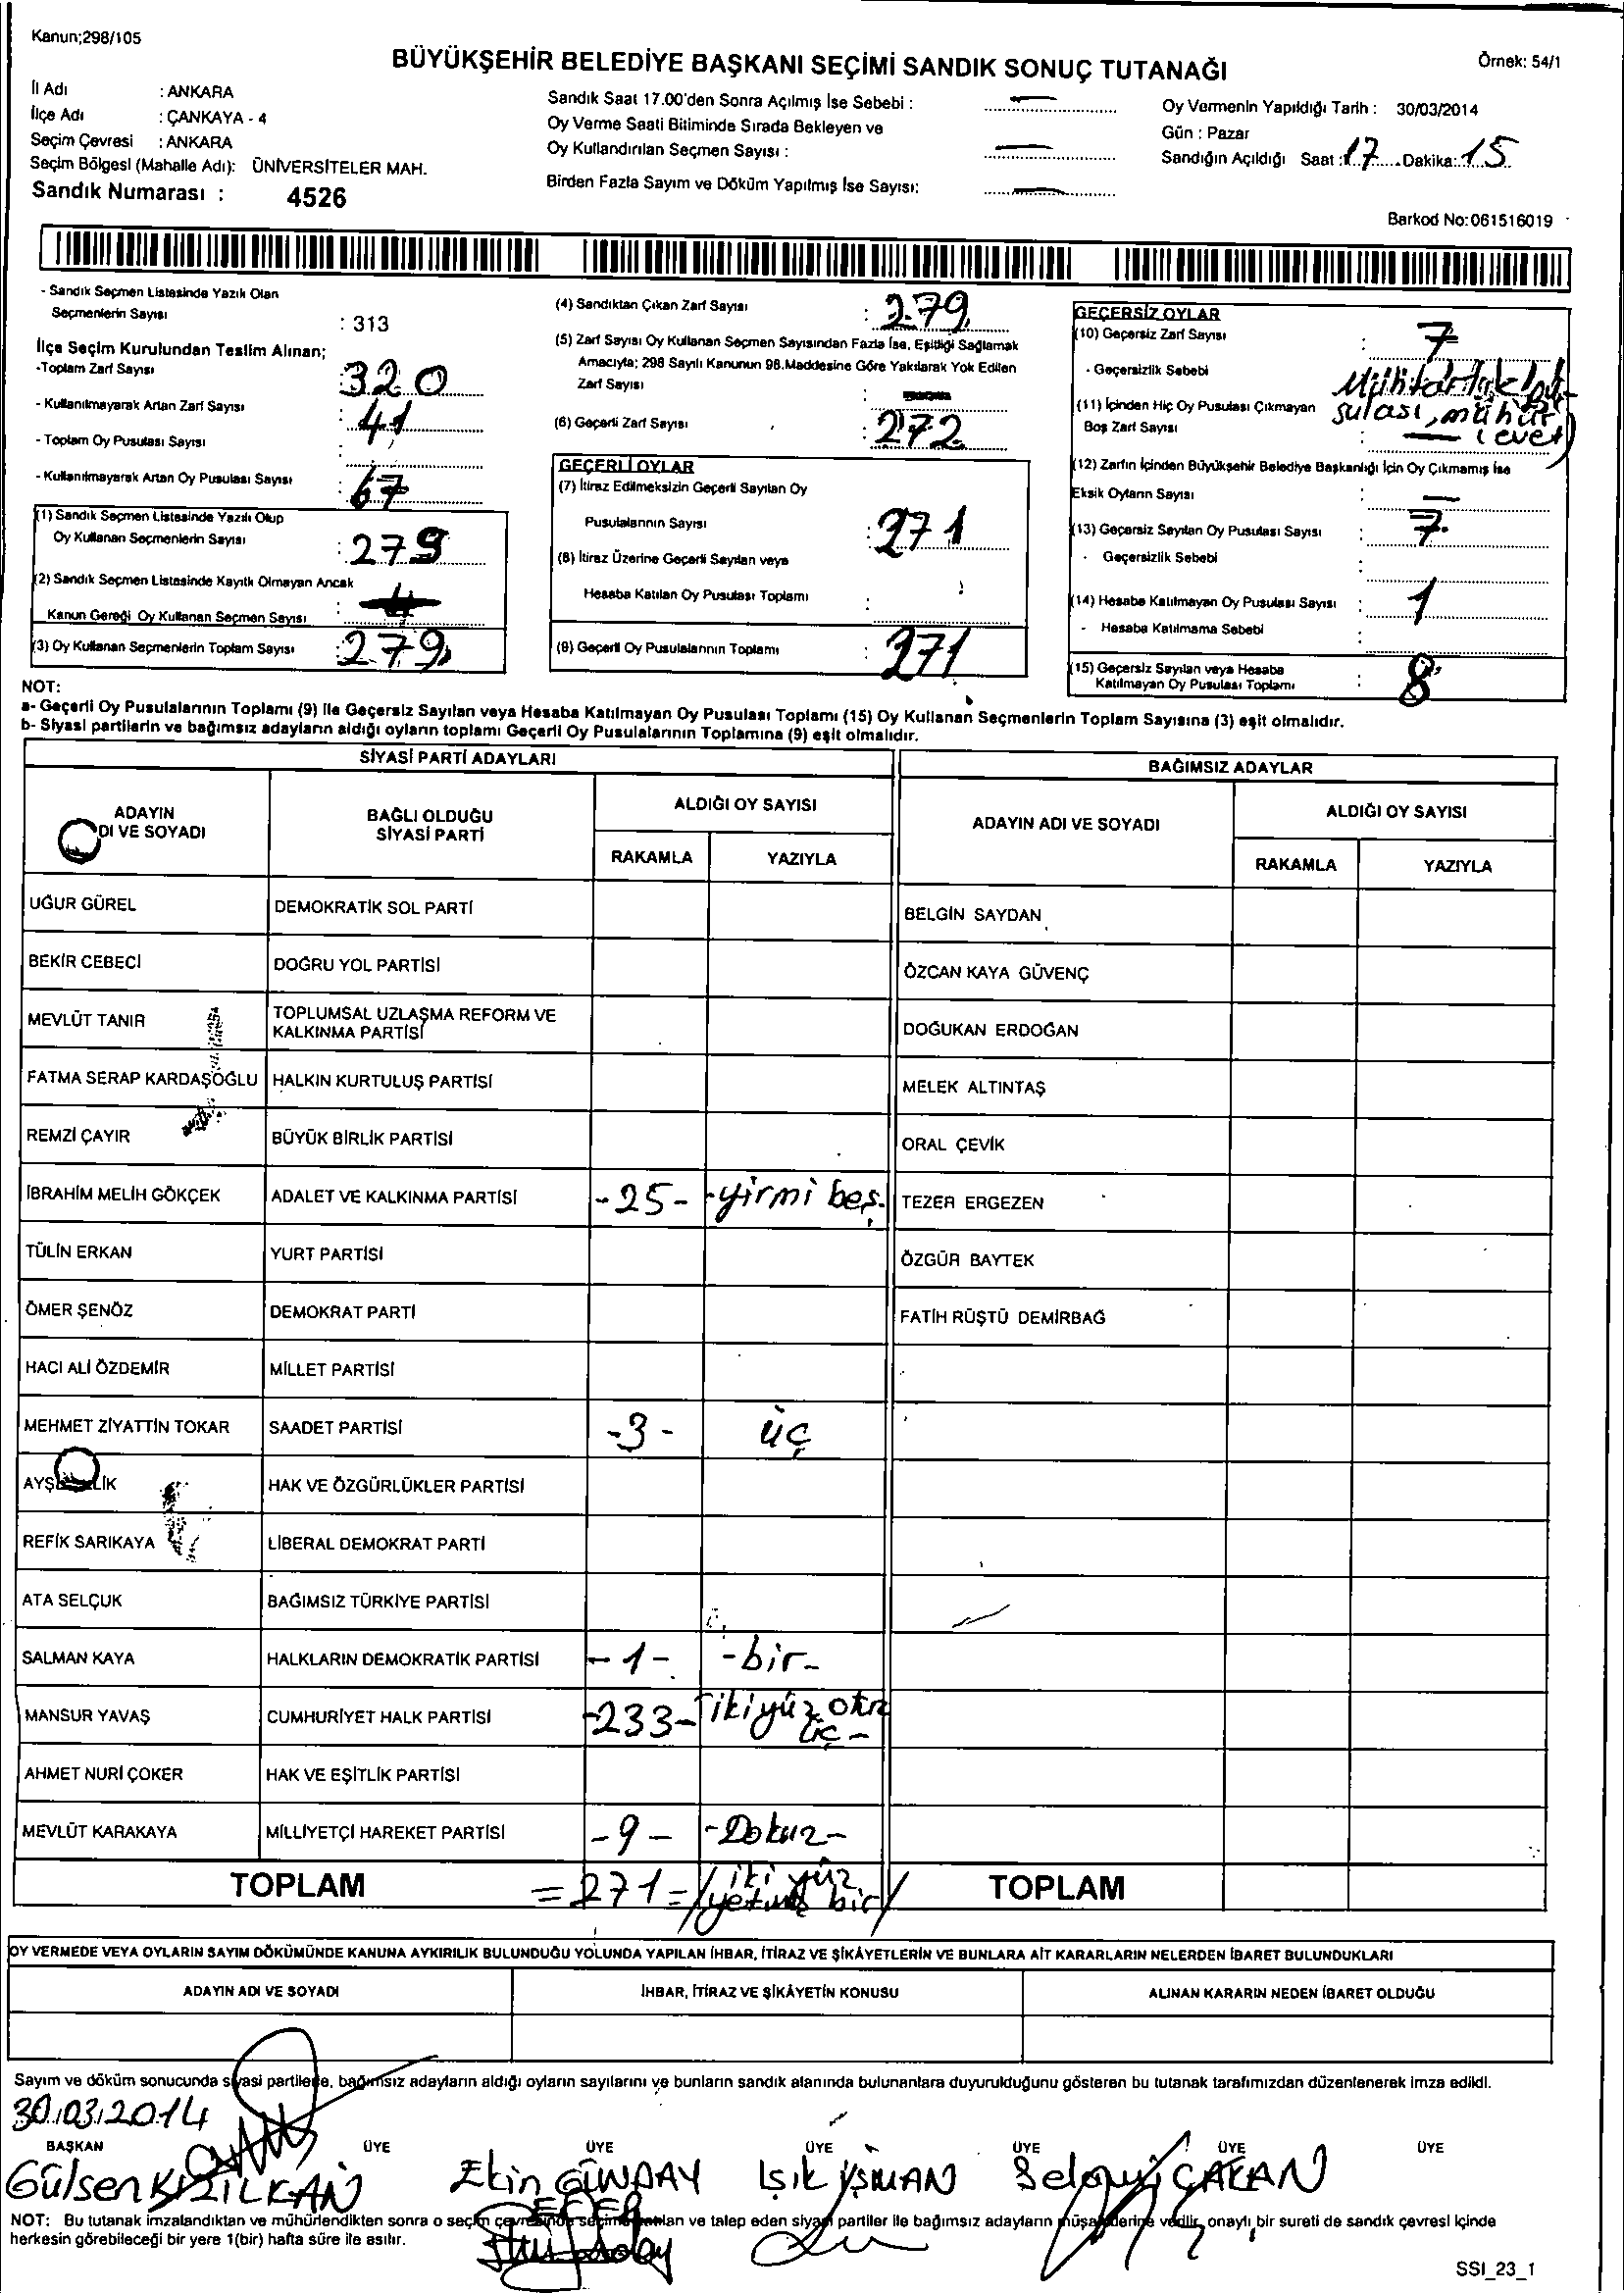 Kanun;298/105
BÜYÜKŞEHİR BELEDİYE BAŞKANI SEÇİMİ SANDIK SONUÇ TUTANAĞI
Örnek: 54/1
İl Adı : ANKARA
İlçe Adı : ÇANKAYA - 4
Seçim Çevresi : ANKARA
Seçim Bölgesi (Mahalle Adı): ÜNİVERSİTELER MAH.
Sandık Numarası : 4526
Sandık Saat 17.00'den Sonra Açılmış İse Sebebi : —
Oy Verme Saati Bitiminde Sırada Bekleyen ve
Oy Kullandırılan Seçmen Sayısı : —
Birden Fazla Sayım ve Döküm Yapılmış İse Sayısı: —
Oy Vermenin Yapıldığı Tarih : 30/03/2014
Gün : Pazar
Sandığın Açıldığı Saat : 17 Dakika: 15
Barkod No:061516019
- Sandık Seçmen Listesinde Yazılı Olan
Seçmenlerin Sayısı : 313
İlçe Seçim Kurulundan Teslim Alınan;
-Toplam Zarf Sayısı : 320
- Kullanılmayarak Artan Zarf Sayısı : 41
- Toplam Oy Pusulası Sayısı :
- Kullanılmayarak Artan Oy Pusulası Sayısı : 67
(1) Sandık Seçmen Listesinde Yazılı Olup
Oy Kullanan Seçmenlerin Sayısı : 279
(2) Sandık Seçmen Listesinde Kayıtlı Olmayan Ancak
Kanun Gereği Oy Kullanan Seçmen Sayısı :
(3) Oy Kullanan Seçmenlerin Toplam Sayısı : 279
(4) Sandıktan Çıkan Zarf Sayısı : 279
(5) Zarf Sayısı Oy Kullanan Seçmen Sayısından Fazla İse, Eşitliği Sağlamak
Amacıyla; 298 Sayılı Kanunun 98.Maddesine Göre Yakılarak Yok Edilen
Zarf Sayısı :
(6) Geçerli Zarf Sayısı : 272
GEÇERLİ OYLAR
(7) İtiraz Edilmeksizin Geçerli Sayılan Oy
Pusulalarının Sayısı : 271
(8) İtiraz Üzerine Geçerli Sayılan veya
Hesaba Katılan Oy Pusulası Toplamı :
(9) Geçerli Oy Pusulalarının Toplamı : 271
GEÇERSİZ OYLAR
(10) Geçersiz Zarf Sayısı : 7
- Geçersizlik Sebebi : Muhtarlık pu-
sulası, mühür
(evet)
(11) İçinden Hiç Oy Pusulası Çıkmayan
Boş Zarf Sayısı : —
(12) Zarfın İçinden Büyükşehir Belediye Başkanlığı İçin Oy Çıkmamış İse
Eksik Oyların Sayısı : —
(13) Geçersiz Sayılan Oy Pusulası Sayısı : 7
- Geçersizlik Sebebi :
(14) Hesaba Katılmayan Oy Pusulası Sayısı : 1
- Hesaba Katılmama Sebebi :
(15) Geçersiz Sayılan veya Hesaba
Katılmayan Oy Pusulası Toplamı : 8
NOT:
a- Geçerli Oy Pusulalarının Toplamı (9) ile Geçersiz Sayılan veya Hesaba Katılmayan Oy Pusulası Toplamı (15) Oy Kullanan Seçmenlerin Toplam Sayısına (3) eşit olmalıdır.
b- Siyasi partilerin ve bağımsız adayların aldığı oyların toplamı Geçerli Oy Pusulalarının Toplamına (9) eşit olmalıdır.
SİYASİ PARTİ ADAYLARI
BAĞIMSIZ ADAYLAR
ADAYIN
DI VE SOYADI
BAĞLI OLDUĞU
SİYASİ PARTİ
ALDIĞI OY SAYISI
RAKAMLA YAZIYLA
ADAYIN ADI VE SOYADI
ALDIĞI OY SAYISI
RAKAMLA YAZIYLA
UĞUR GÜREL DEMOKRATİK SOL PARTİ BELGİN SAYDAN
BEKİR CEBECİ DOĞRU YOL PARTİSİ ÖZCAN KAYA GÜVENÇ
MEVLÜT TANIR TOPLUMSAL UZLAŞMA REFORM VE
KALKINMA PARTİSİ DOĞUKAN ERDOĞAN
FATMA SERAP KARDAŞOĞLU HALKIN KURTULUŞ PARTİSİ MELEK ALTINTAŞ
REMZİ ÇAYIR BÜYÜK BİRLİK PARTİSİ ORAL ÇEVİK
İBRAHİM MELİH GÖKÇEK ADALET VE KALKINMA PARTİSİ -25- -yirmi beş. TEZER ERGEZEN
TÜLİN ERKAN YURT PARTİSİ ÖZGÜR BAYTEK
ÖMER ŞENÖZ DEMOKRAT PARTİ FATİH RÜŞTÜ DEMİRBAĞ
HACI ALİ ÖZDEMİR MİLLET PARTİSİ
MEHMET ZİYATTİN TOKAR SAADET PARTİSİ -3- üç
AYŞ LİK HAK VE ÖZGÜRLÜKLER PARTİSİ
REFİK SARIKAYA LİBERAL DEMOKRAT PARTİ
ATA SELÇUK BAĞIMSIZ TÜRKİYE PARTİSİ
SALMAN KAYA HALKLARIN DEMOKRATİK PARTİSİ -1- -bir-
MANSUR YAVAŞ CUMHURİYET HALK PARTİSİ -233- -ikiyüz otuz
üç-
AHMET NURİ ÇOKER HAK VE EŞİTLİK PARTİSİ
MEVLÜT KARAKAYA MİLLİYETÇİ HAREKET PARTİSİ -9- -Dokuz-
TOPLAM =271= /iki yüz
yetmiş bir/ TOPLAM
OY VERMEDE VEYA OYLARIN SAYIM DÖKÜMÜNDE KANUNA AYKIRILIK BULUNDUĞU YOLUNDA YAPILAN İHBAR, İTİRAZ VE ŞİKÂYETLERİN VE BUNLARA AİT KARARLARIN NELERDEN İBARET BULUNDUKLARI
ADAYIN ADI VE SOYADI İHBAR, İTİRAZ VE ŞİKÂYETİN KONUSU ALINAN KARARIN NEDEN İBARET OLDUĞU
Sayım ve döküm sonucunda siyasi partilerle, bağımsız adayların aldığı oyların sayılarını ve bunların sandık alanında bulunanlara duyurulduğunu gösteren bu tutanak tarafımızdan düzenlenerek imza edildi.
30/03/2014
BAŞKAN ÜYE ÜYE ÜYE ÜYE ÜYE ÜYE
Gülsen KIZILKAN Ekin GÜNDAY Işık IŞMAN ÇAKAN
NOT: Bu tutanak imzalandıktan ve mühürlendikten sonra o seçim çevresinde seçime katılan ve talep eden siyasi partiler ile bağımsız adayların müşahitlerine verilir, onaylı bir sureti de sandık çevresi içinde
herkesin görebileceği bir yere 1(bir) hafta süre ile asılır.
SSI_23_1